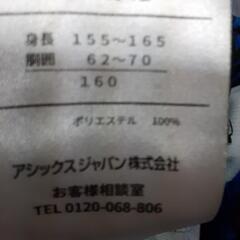 身長 155～165
胴囲 62～70
160
ポリエステル 100%
アシックスジャパン株式会社
お客様相談室
TEL 0120-068-806